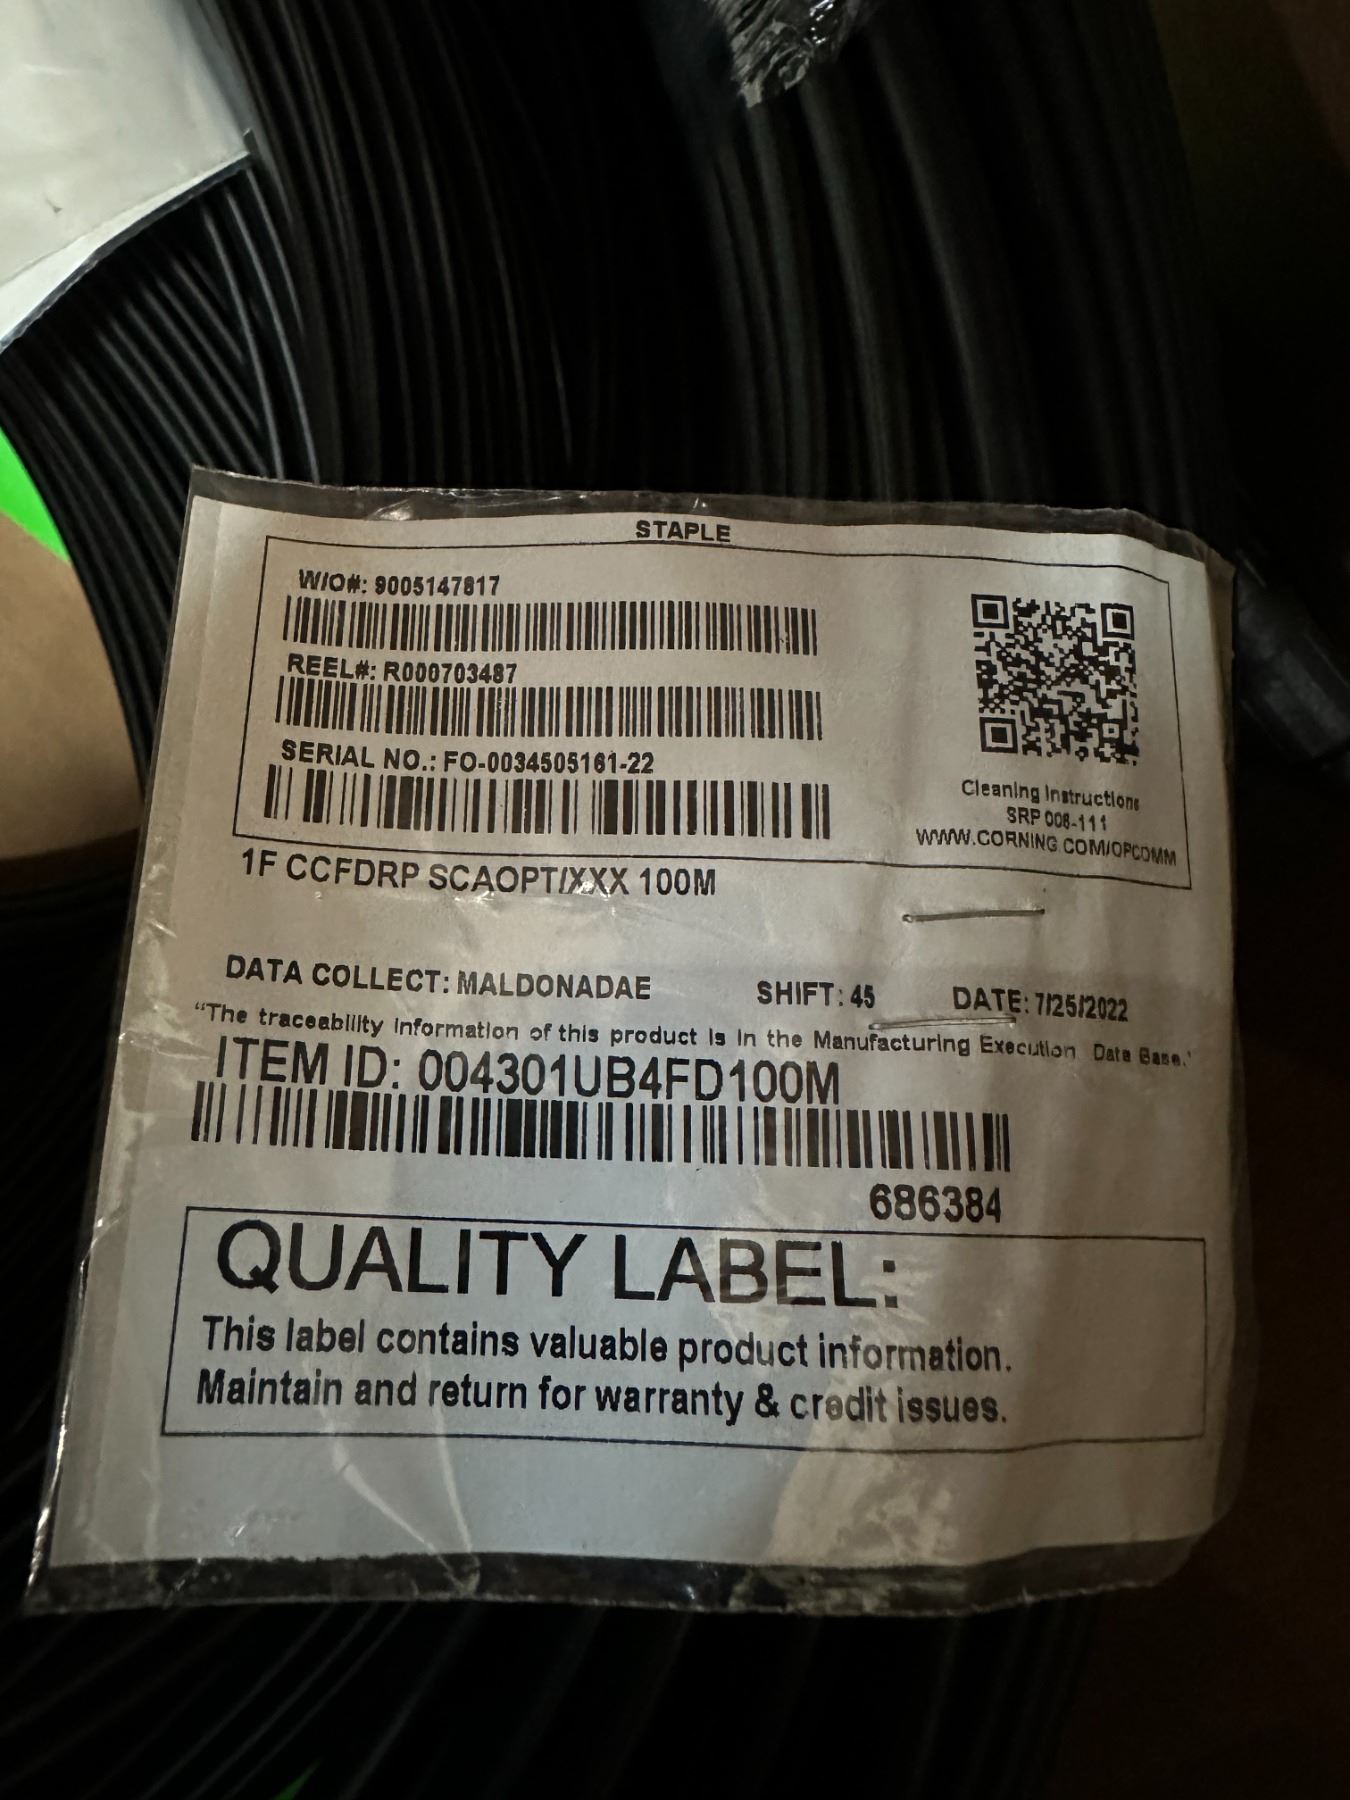 STAPLE
W/O#: 9005147817
REEL#: R000703487
SERIAL NO.: FO-0034505161-22
Cleaning Instructions
SRP 008-111
WWW.CORNING.COM/OPCOMM
1F CCFDRP SCAOPT/XXX 100M
DATA COLLECT: MALDONADAE SHIFT: 45 DATE: 7/25/2022
"The traceability information of this product is in the Manufacturing Execution Data Base."
ITEM ID: 004301UB4FD100M
686384
QUALITY LABEL:
This label contains valuable product information.
Maintain and return for warranty & credit issues.